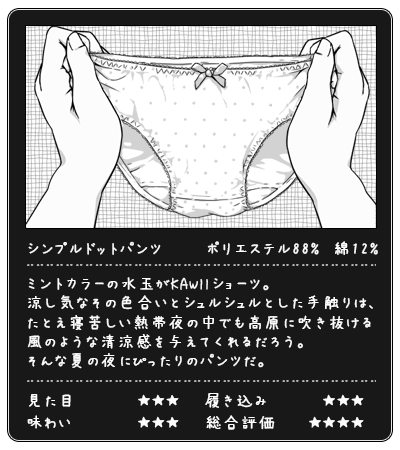 シンプルドットパンツ　ポリエステル88%　綿12%
ミントカラーの水玉がKAWIIショーツ。
涼し気なその色合いとシュルシュルとした手触りは、
たとえ寝苦しい熱帯夜の中でも高原に吹き抜ける
風のような清涼感を与えてくれるだろう。
そんな夏の夜にぴったりのパンツだ。
見た目　★★★　履き込み　★★★
味わい　★★★　総合評価　★★★★